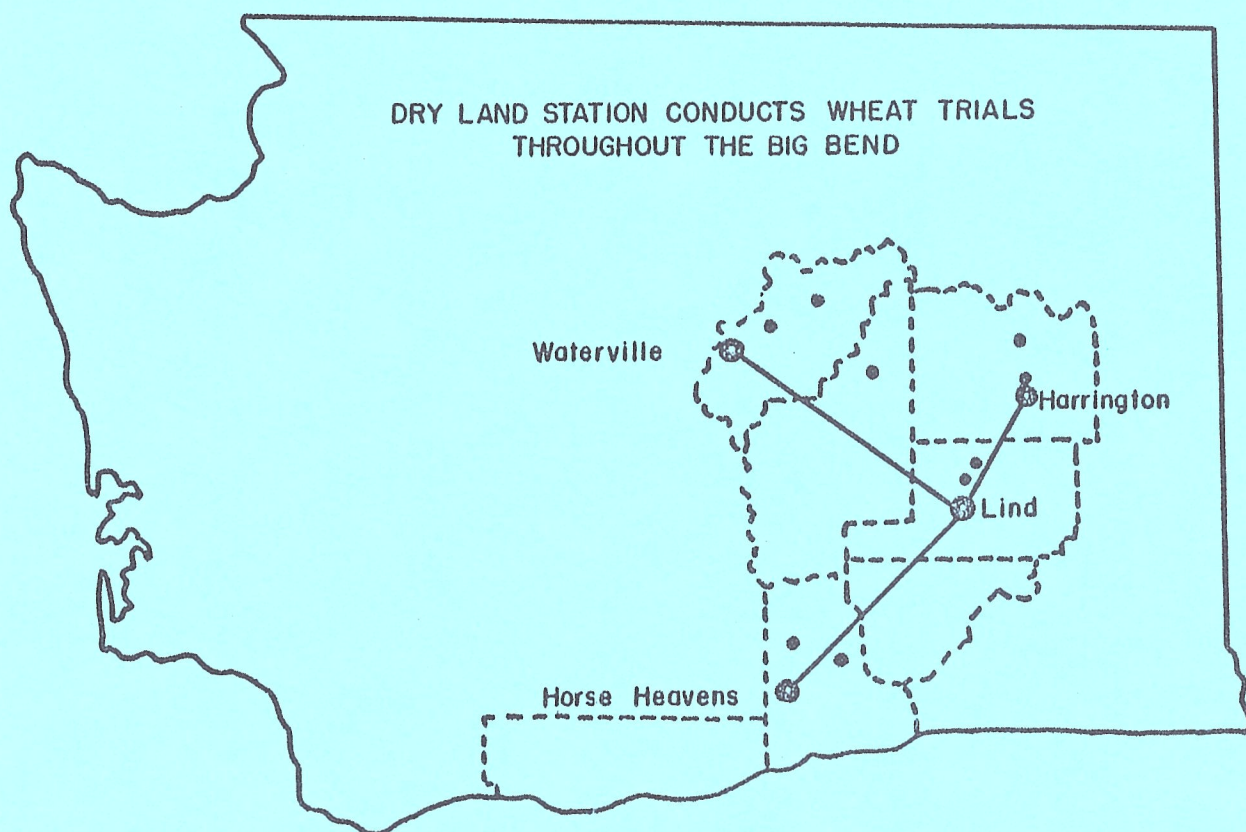 DRY LAND STATION CONDUCTS WHEAT TRIALS
THROUGHOUT THE BIG BEND
Waterville
Harrington
Lind
Horse Heavens